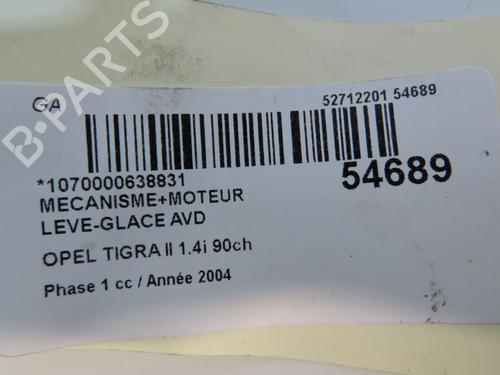 GA
52712201 54689
*1070000638831
54689
MECANISME+MOTEUR
LEVE-GLACE AVD
OPEL TIGRA II 1.4i 90ch
Phase 1 cc / Année 2004
B-PARTS